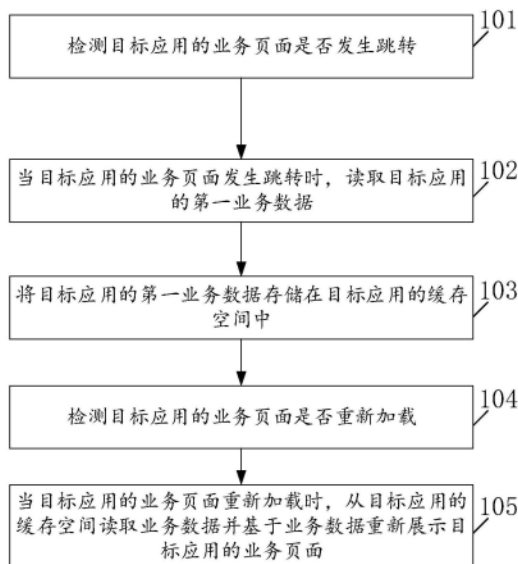 检测目标应用的业务页面是否发生跳转
101
当目标应用的业务页面发生跳转时，读取目标应用
的第一业务数据
102
将目标应用的第一业务数据存储在目标应用的缓存
空间中
103
检测目标应用的业务页面是否重新加载
104
当目标应用的业务页面重新加载时，从目标应用的
缓存空间读取业务数据并基于业务数据重新展示目
标应用的业务页面
105